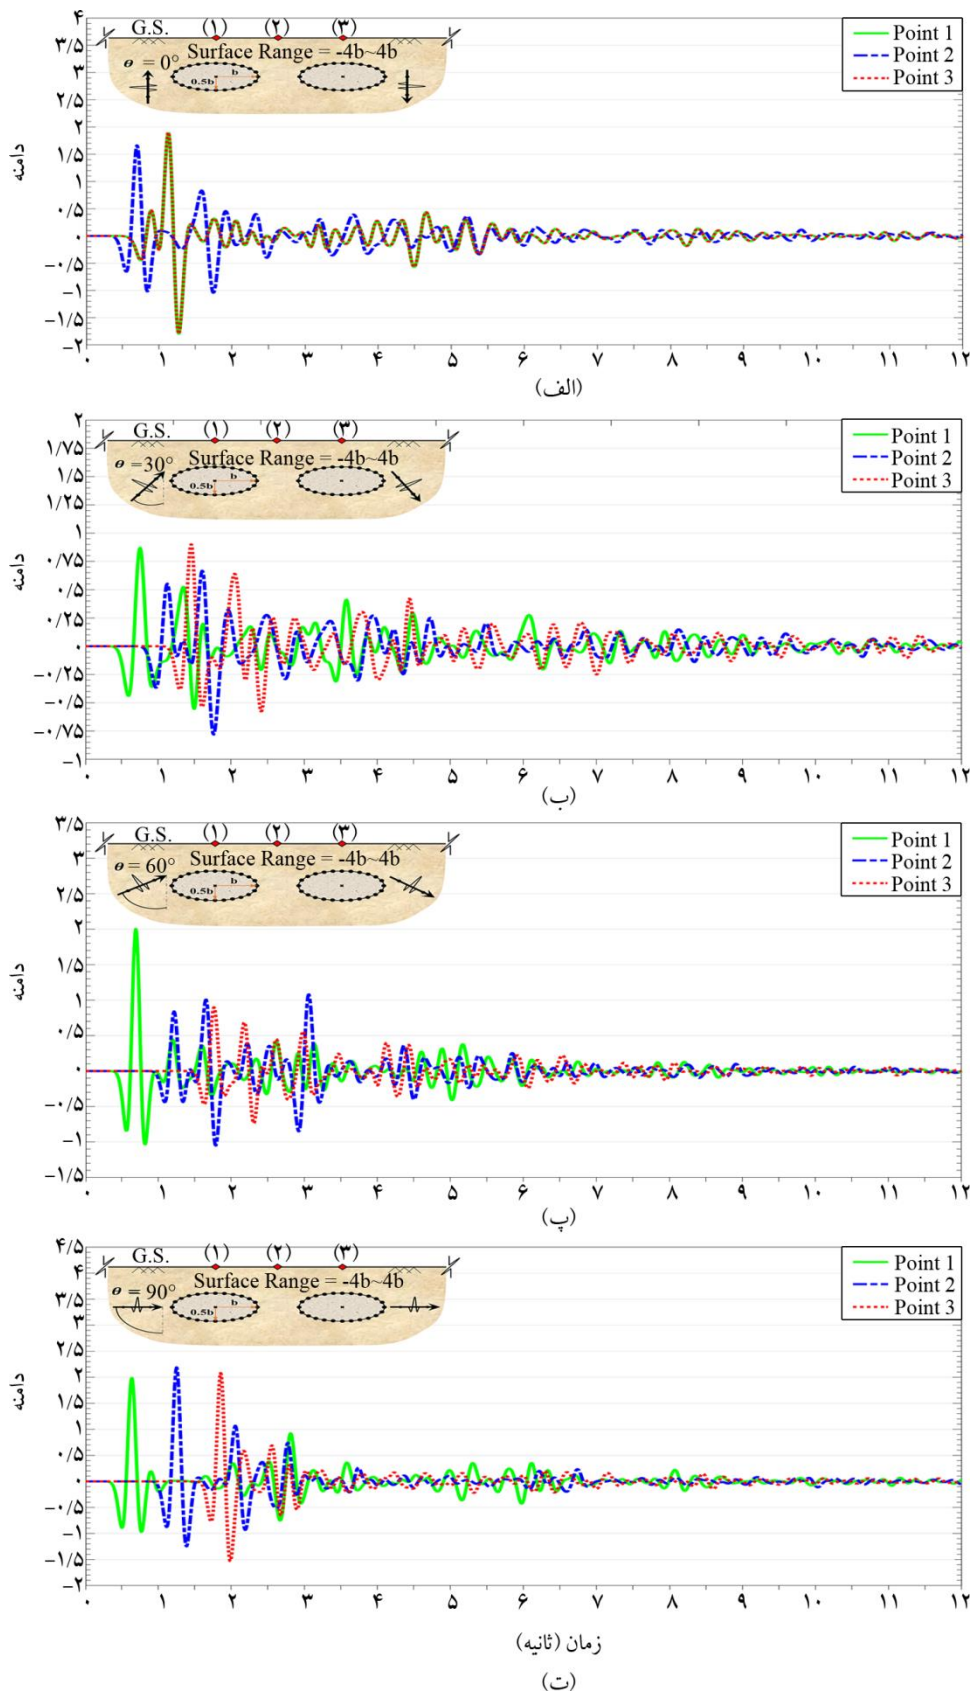 ۴
۳/۵
۳
۲/۵
۲
۱/۵
۱
۰/۵
۰
−۰/۵
−۱
−۱/۵
−۲
دامنه
G.S. (۱) (۲) (۳)
Surface Range = -4b~4b
θ = 0°
b
0.5b
Point 1
Point 2
Point 3
۰ ۱ ۲ ۳ ۴ ۵ ۶ ۷ ۸ ۹ ۱۰ ۱۱ ۱۲
(الف)
۲
۱/۷۵
۱/۵
۱/۲۵
۱
۰/۷۵
۰/۵
۰/۲۵
۰
−۰/۲۵
−۰/۵
−۰/۷۵
−۱
دامنه
G.S. (۱) (۲) (۳)
Surface Range = -4b~4b
θ =30°
b
0.5b
Point 1
Point 2
Point 3
۰ ۱ ۲ ۳ ۴ ۵ ۶ ۷ ۸ ۹ ۱۰ ۱۱ ۱۲
(ب)
۳/۵
۳
۲/۵
۲
۱/۵
۱
۰/۵
۰
−۰/۵
−۱
−۱/۵
دامنه
G.S. (۱) (۲) (۳)
Surface Range = -4b~4b
θ = 60°
b
0.5b
Point 1
Point 2
Point 3
۰ ۱ ۲ ۳ ۴ ۵ ۶ ۷ ۸ ۹ ۱۰ ۱۱ ۱۲
(پ)
۴/۵
۴
۳/۵
۳
۲/۵
۲
۱/۵
۱
۰/۵
۰
−۰/۵
−۱
−۱/۵
−۲
دامنه
G.S. (۱) (۲) (۳)
Surface Range = -4b~4b
θ = 90°
b
0.5b
Point 1
Point 2
Point 3
۰ ۱ ۲ ۳ ۴ ۵ ۶ ۷ ۸ ۹ ۱۰ ۱۱ ۱۲
زمان (ثانیه)
(ت)